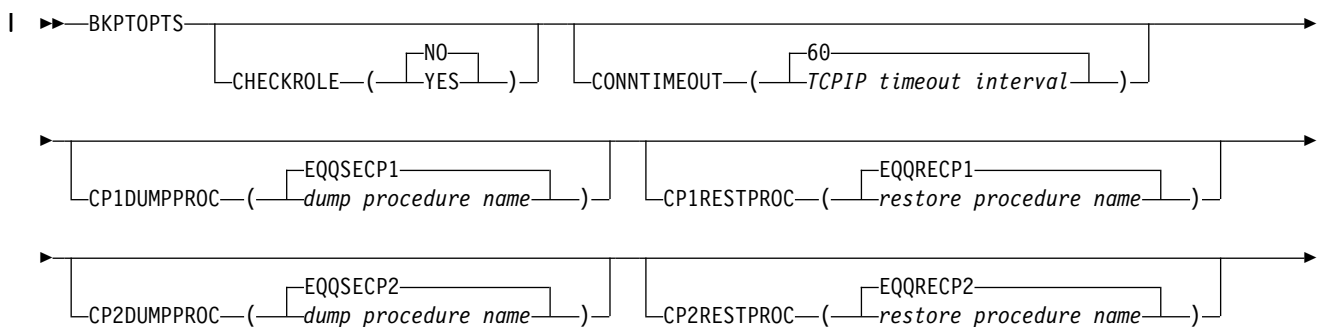 BKPTOPTS
NO 60
CHECKROLE ( YES ) CONNTIMEOUT ( TCPIP timeout interval )
EQQSECP1 EQQRECP1
CP1DUMPPROC ( dump procedure name ) CP1RESTPROC ( restore procedure name )
EQQSECP2 EQQRECP2
CP2DUMPPROC ( dump procedure name ) CP2RESTPROC ( restore procedure name )